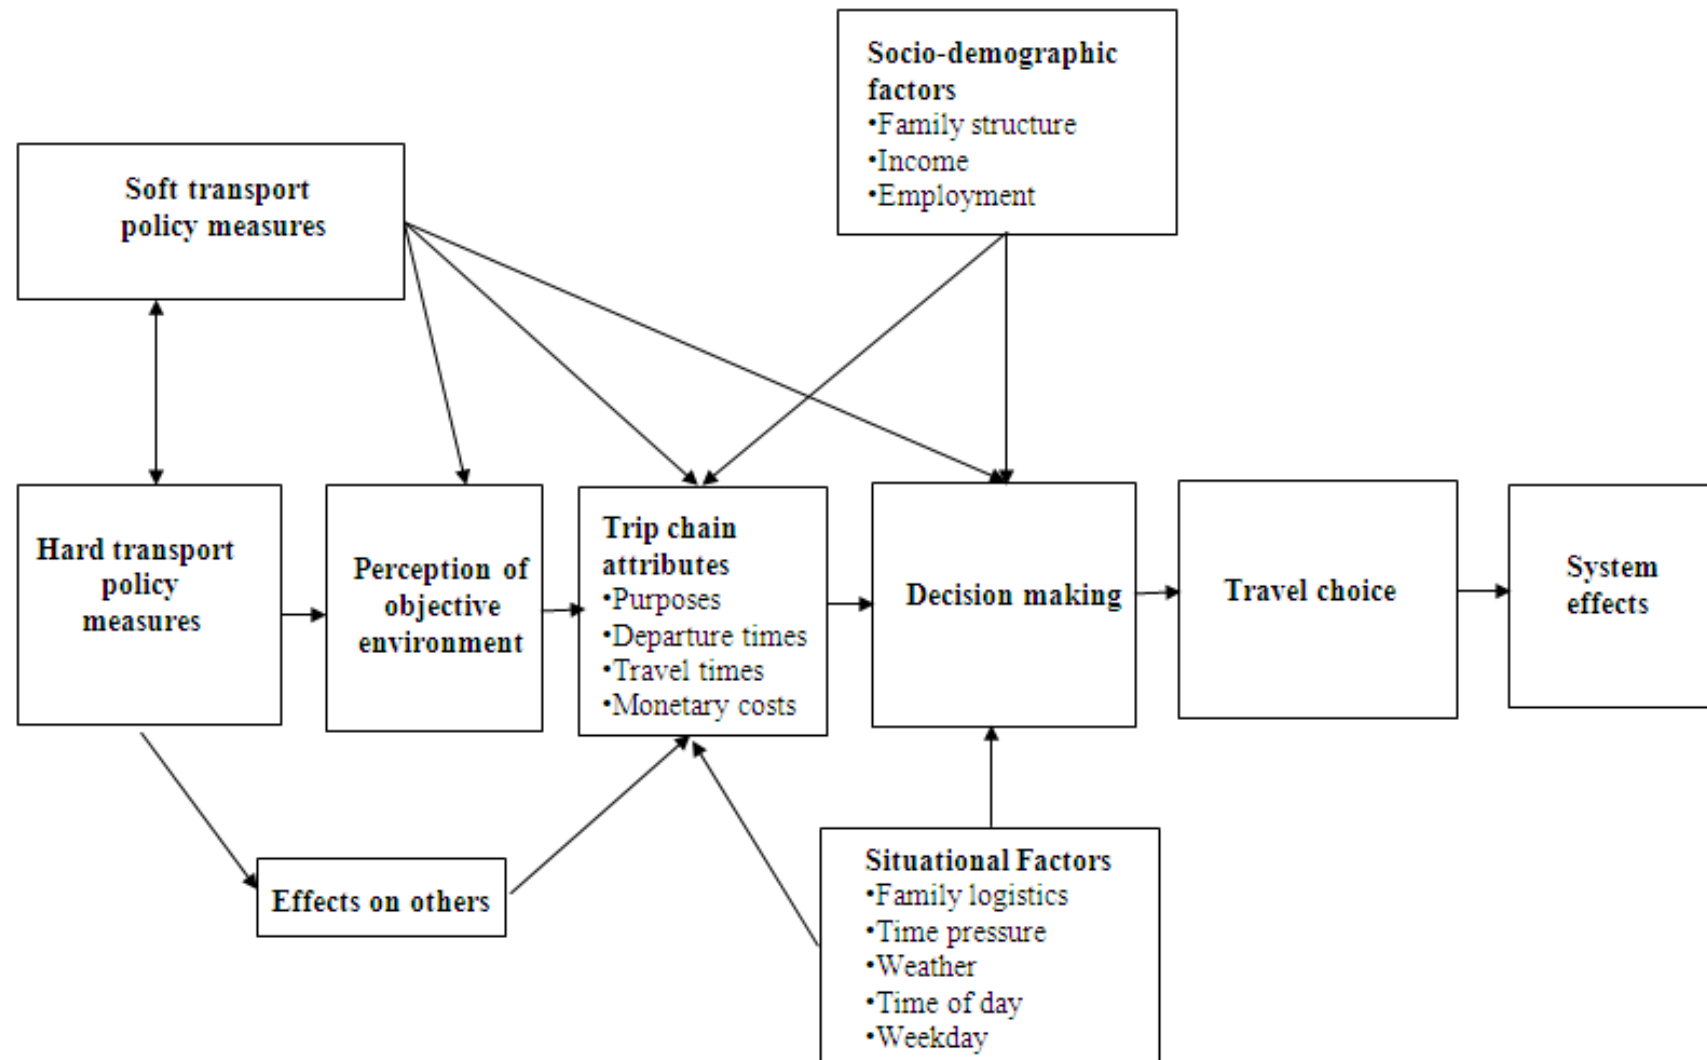 Socio-demographic
factors
•Family structure
•Income
•Employment
Soft transport
policy measures
Hard transport
policy
measures
Perception of
objective
environment
Trip chain
attributes
•Purposes
•Departure times
•Travel times
•Monetary costs
Decision making
Travel choice
System
effects
Effects on others
Situational Factors
•Family logistics
•Time pressure
•Weather
•Time of day
•Weekday